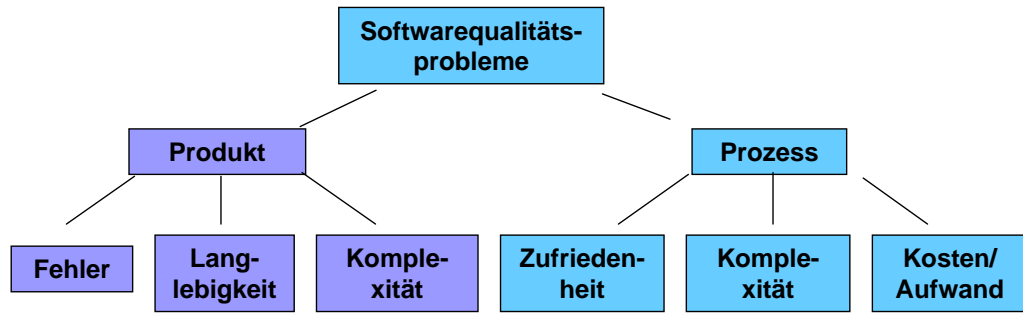 Softwarequalitäts-
probleme
Produkt
Prozess
Fehler
Lang-
lebigkeit
Komple-
xität
Zufrieden-
heit
Komple-
xität
Kosten/
Aufwand